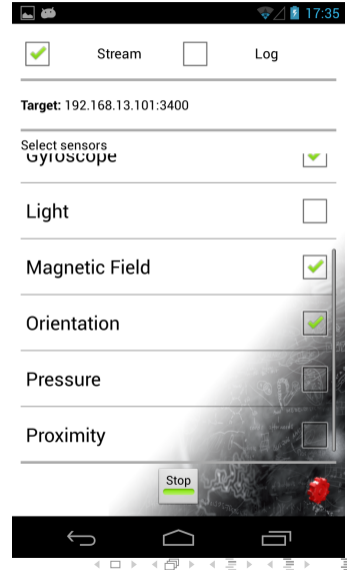 17:35
Stream Log
Target: 192.168.13.101:3400
Select sensors
Gyroscope
Light
Magnetic Field
Orientation
Pressure
Proximity
Stop